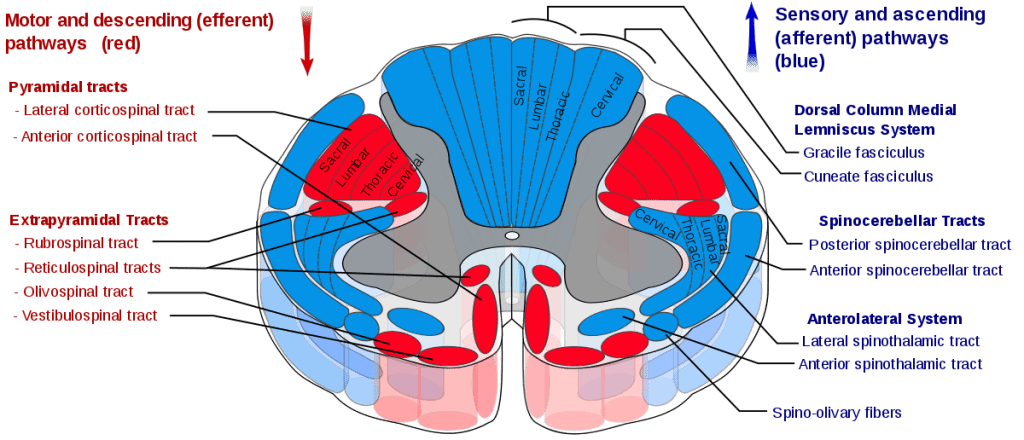 Motor and descending (efferent)
pathways (red)
Pyramidal tracts
- Lateral corticospinal tract
- Anterior corticospinal tract
Extrapyramidal Tracts
- Rubrospinal tract
- Reticulospinal tracts
- Olivospinal tract
- Vestibulospinal tract
Sacral
Lumbar
Thoracic
Cervical
Sacral
Lumbar
Thoracic
Cervical
Cervical
Thoracic
Lumbar
Sacral
Sensory and ascending
(afferent) pathways
(blue)
Dorsal Column Medial
Lemniscus System
Gracile fasciculus
Cuneate fasciculus
Spinocerebellar Tracts
Posterior spinocerebellar tract
Anterior spinocerebellar tract
Anterolateral System
Lateral spinothalamic tract
Anterior spinothalamic tract
Spino-olivary fibers